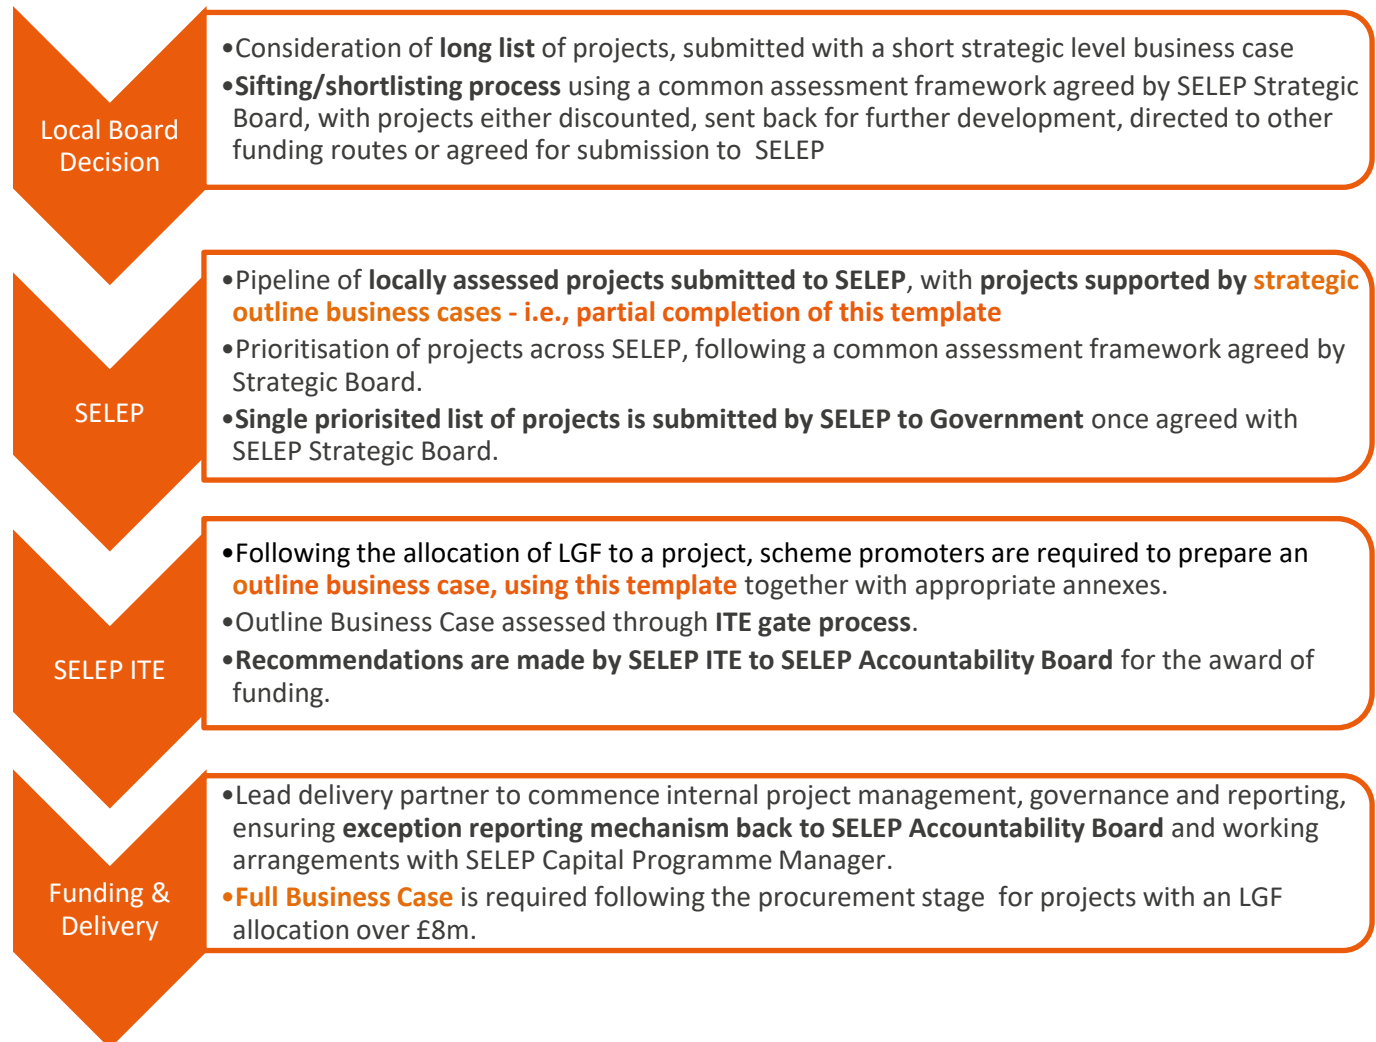 Local Board
Decision
•Consideration of long list of projects, submitted with a short strategic level business case
•Sifting/shortlisting process using a common assessment framework agreed by SELEP Strategic
Board, with projects either discounted, sent back for further development, directed to other
funding routes or agreed for submission to SELEP
SELEP
•Pipeline of locally assessed projects submitted to SELEP, with projects supported by strategic
outline business cases - i.e., partial completion of this template
•Prioritisation of projects across SELEP, following a common assessment framework agreed by
Strategic Board.
•Single priorisited list of projects is submitted by SELEP to Government once agreed with
SELEP Strategic Board.
SELEP ITE
•Following the allocation of LGF to a project, scheme promoters are required to prepare an
outline business case, using this template together with appropriate annexes.
•Outline Business Case assessed through ITE gate process.
•Recommendations are made by SELEP ITE to SELEP Accountability Board for the award of
funding.
Funding &
Delivery
•Lead delivery partner to commence internal project management, governance and reporting,
ensuring exception reporting mechanism back to SELEP Accountability Board and working
arrangements with SELEP Capital Programme Manager.
•Full Business Case is required following the procurement stage for projects with an LGF
allocation over £8m.